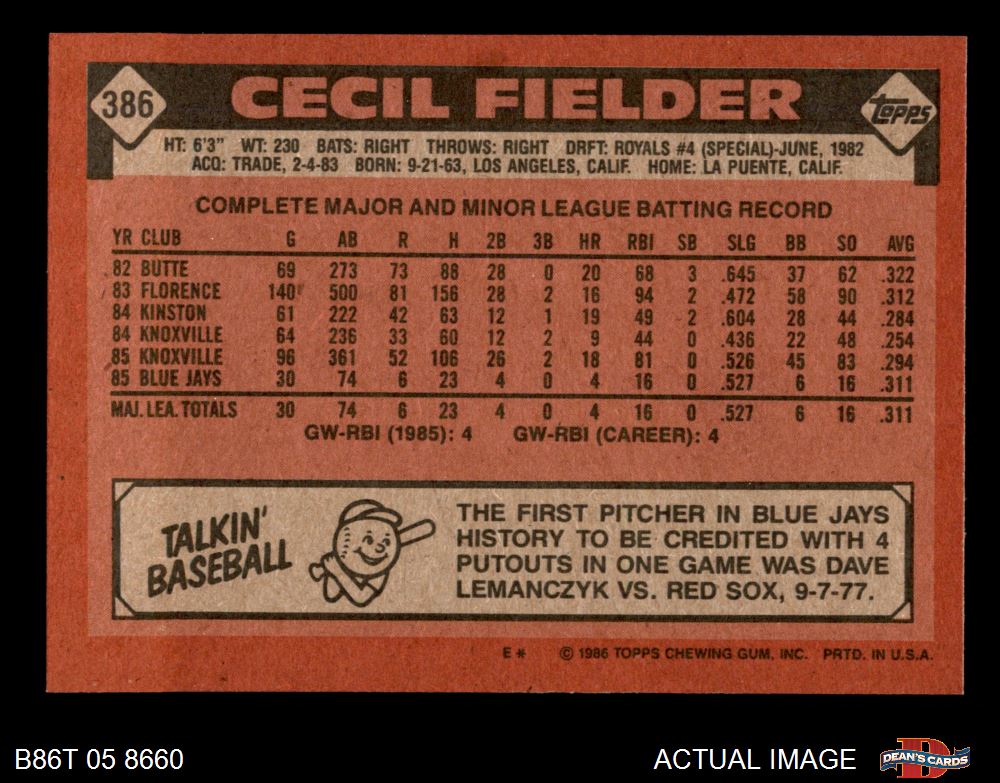 386
CECIL FIELDER
Topps
HT: 6'3" WT: 230 BATS: RIGHT THROWS: RIGHT DRFT: ROYALS #4 (SPECIAL)-JUNE, 1982
ACQ: TRADE, 2-4-83 BORN: 9-21-63, LOS ANGELES, CALIF. HOME: LA PUENTE, CALIF.
COMPLETE MAJOR AND MINOR LEAGUE BATTING RECORD
YR CLUB G AB R H 2B 3B HR RBI SB SLG BB SO AVG
82 BUTTE 69 273 73 88 28 0 20 68 3 .645 37 62 .322
83 FLORENCE 140 500 81 156 28 2 16 94 2 .472 58 90 .312
84 KINSTON 61 222 42 63 12 1 19 49 2 .604 28 44 .284
84 KNOXVILLE 64 236 33 60 12 2 9 44 0 .436 22 48 .254
85 KNOXVILLE 96 361 52 106 26 2 18 81 0 .526 45 83 .294
85 BLUE JAYS 30 74 6 23 4 0 4 16 0 .527 6 16 .311
MAJ. LEA. TOTALS 30 74 6 23 4 0 4 16 0 .527 6 16 .311
GW-RBI (1985): 4 GW-RBI (CAREER): 4
TALKIN'
BASEBALL
THE FIRST PITCHER IN BLUE JAYS
HISTORY TO BE CREDITED WITH 4
PUTOUTS IN ONE GAME WAS DAVE
LEMANCZYK VS. RED SOX, 9-7-77.
E* © 1986 TOPPS CHEWING GUM, INC. PRTD. IN U.S.A.
B86T 05 8660
ACTUAL IMAGE
D
DEAN'S CARDS